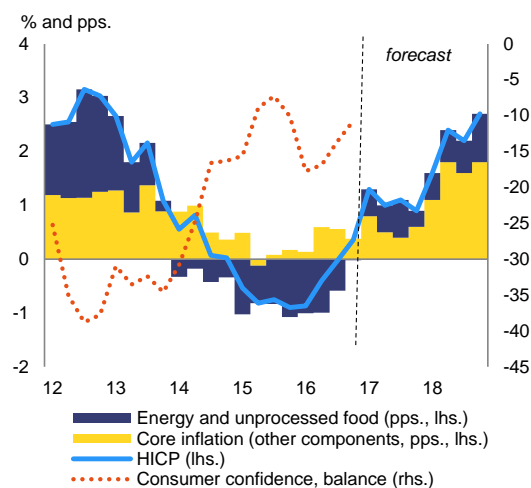 % and pps.
forecast
4
3
2
1
0
-1
-2
0
-5
-10
-15
-20
-25
-30
-35
-40
-45
12 13 14 15 16 17 18
Energy and unprocessed food (pps., lhs.)
Core inflation (other components, pps., lhs.)
HICP (lhs.)
Consumer confidence, balance (rhs.)